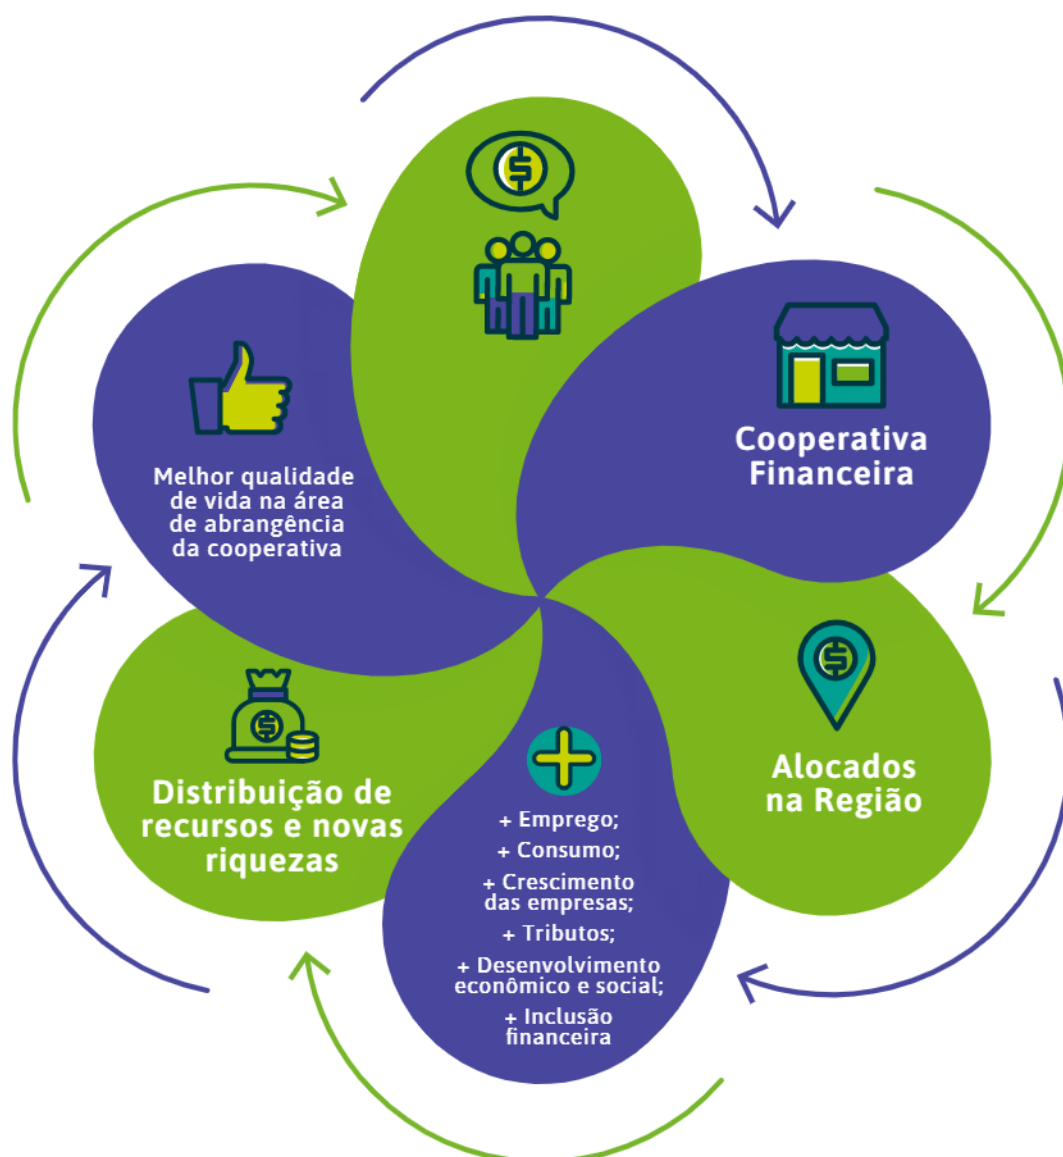 Cooperativa
Financeira
Alocados
na Região
+ Emprego;
+ Consumo;
+ Crescimento
das empresas;
+ Tributos;
+ Desenvolvimento
econômico e social;
+ Inclusão
financeira
Distribuição de
recursos e novas
riquezas
Melhor qualidade
de vida na área
de abrangência
da cooperativa